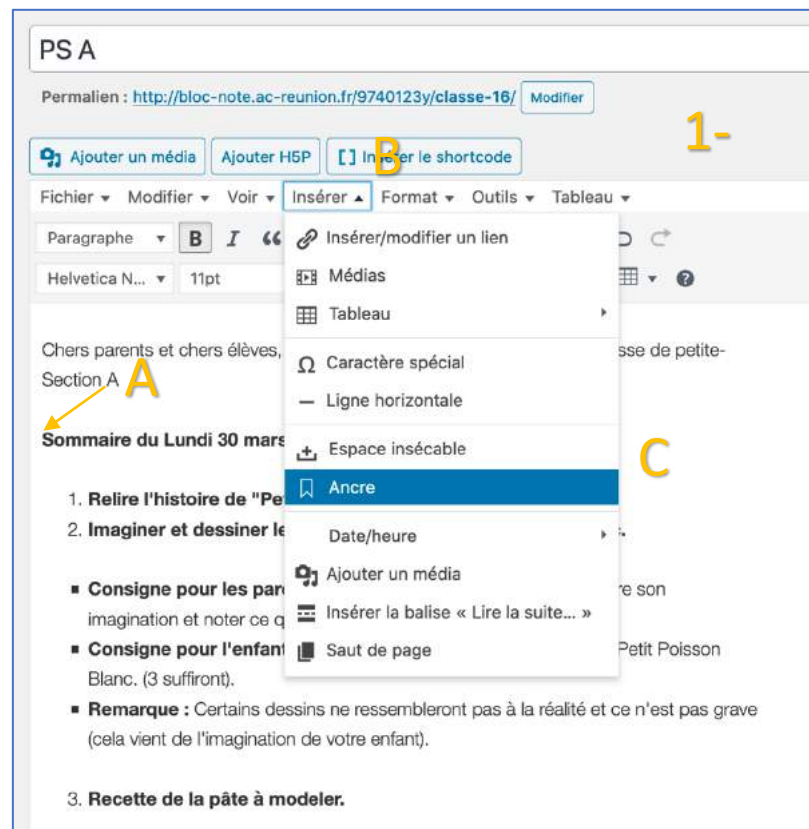 PS A
Permalien : http://bloc-note.ac-reunion.fr/9740123y/classe-16/ Modifier
1-
Ajouter un média Ajouter H5P [ ] Insérer le shortcode
B
Fichier Modifier Voir Insérer Format Outils Tableau
Paragraphe B I
Insérer/modifier un lien
Helvetica N... 11pt
Médias
Tableau
Chers parents et chers élèves, sse de petite-
Caractère spécial
Section A
A
Ligne horizontale
Sommaire du Lundi 30 mars
Espace insécable
C
Ancre
1. Relire l'histoire de "Pe
2. Imaginer et dessiner le
Date/heure
Ajouter un média
▪ Consigne pour les par re son
imagination et noter ce q
Insérer la balise « Lire la suite... »
▪ Consigne pour l'enfant Petit Poisson
Saut de page
Blanc. (3 suffiront).
▪ Remarque : Certains dessins ne ressembleront pas à la réalité et ce n'est pas grave
(cela vient de l'imagination de votre enfant).
3. Recette de la pâte à modeler.